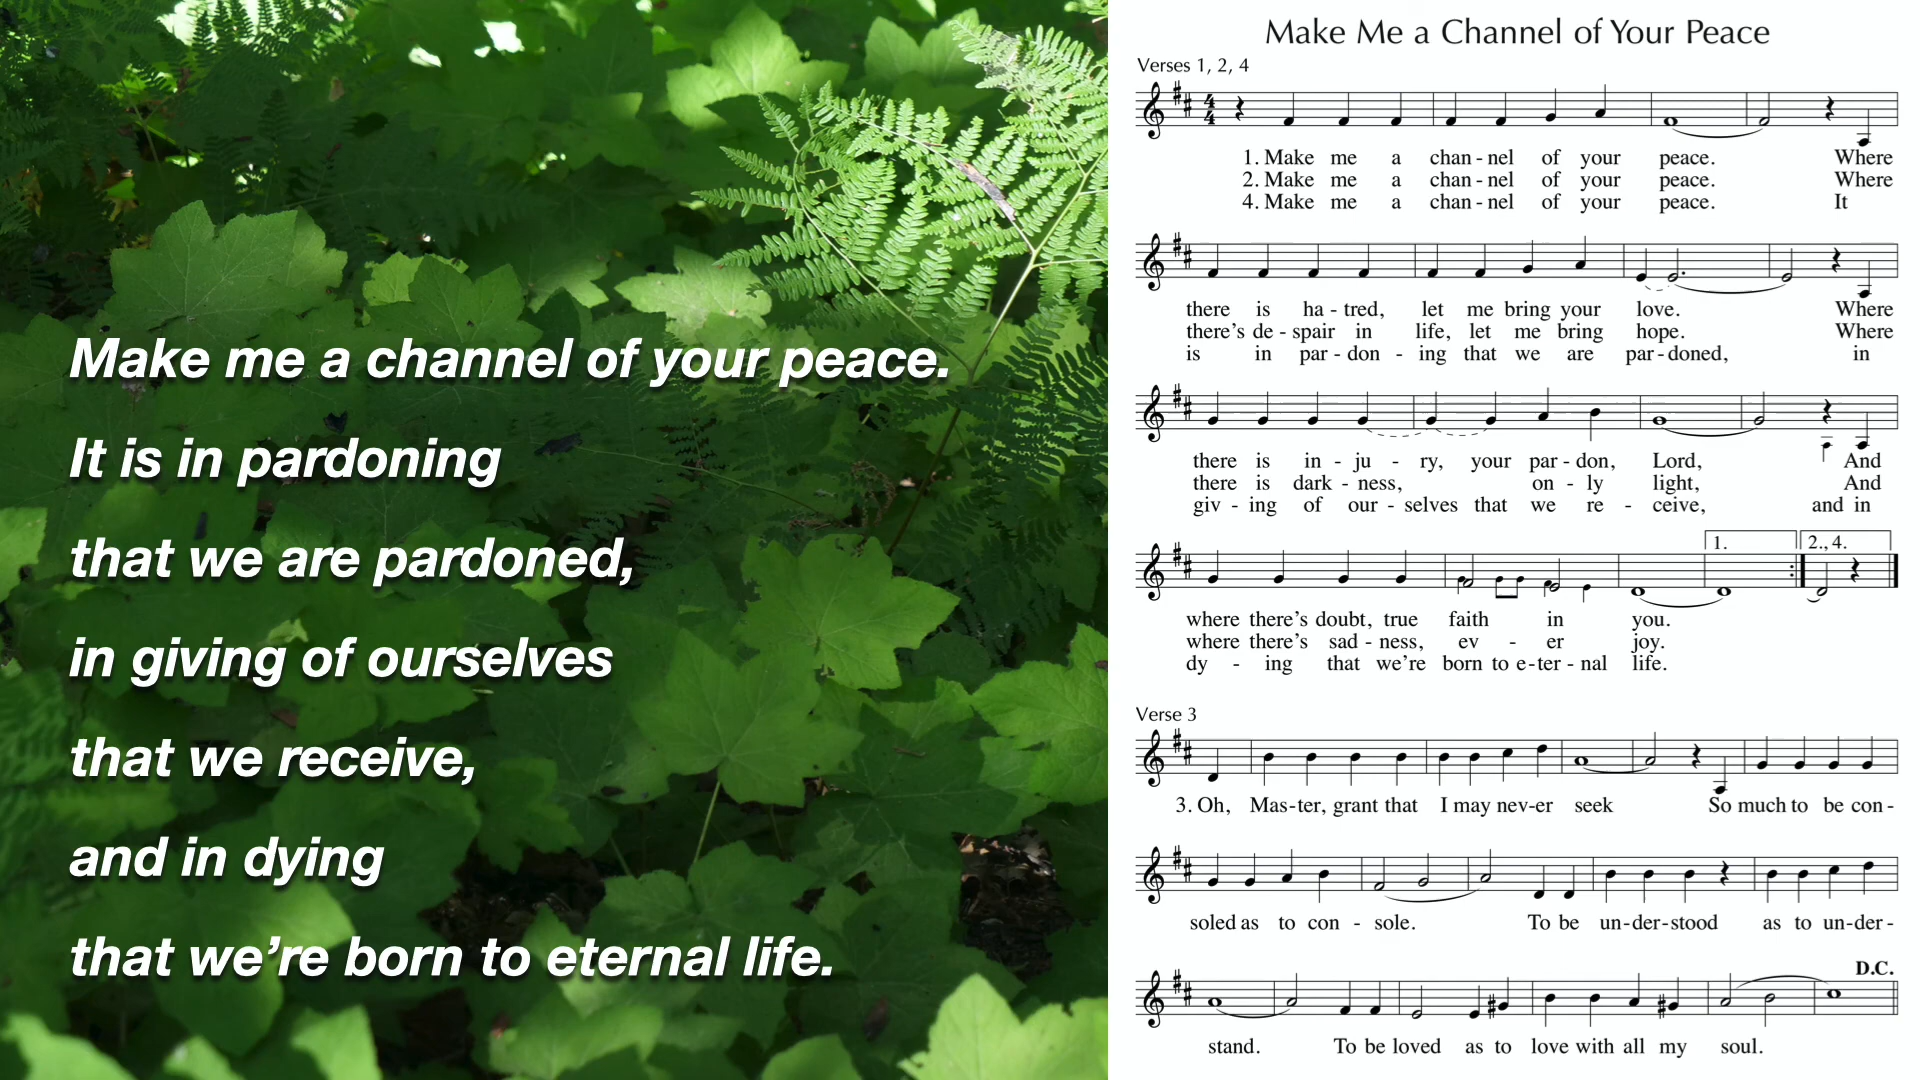 Make me a channel of your peace.
It is in pardoning
that we are pardoned,
in giving of ourselves
that we receive,
and in dying
that we’re born to eternal life.
Make Me a Channel of Your Peace
Verses 1, 2, 4
1. Make me a chan - nel of your peace. Where
2. Make me a chan - nel of your peace. Where
4. Make me a chan - nel of your peace. It
there is ha - tred, let me bring your love. Where
there’s de - spair in life, let me bring hope. Where
is in par - don - ing that we are par - doned, in
there is in - ju - ry, your par - don, Lord, And
there is dark - ness, on - ly light, And
giv - ing of our - selves that we re - ceive, and in
1. 2., 4.
where there’s doubt, true faith in you.
where there’s sad - ness, ev - er joy.
dy - ing that we’re born to e - ter - nal life.
Verse 3
3. Oh, Mas - ter, grant that I may nev - er seek So much to be con -
soled as to con - sole. To be un - der - stood as to un - der -
D.C.
stand. To be loved as to love with all my soul.